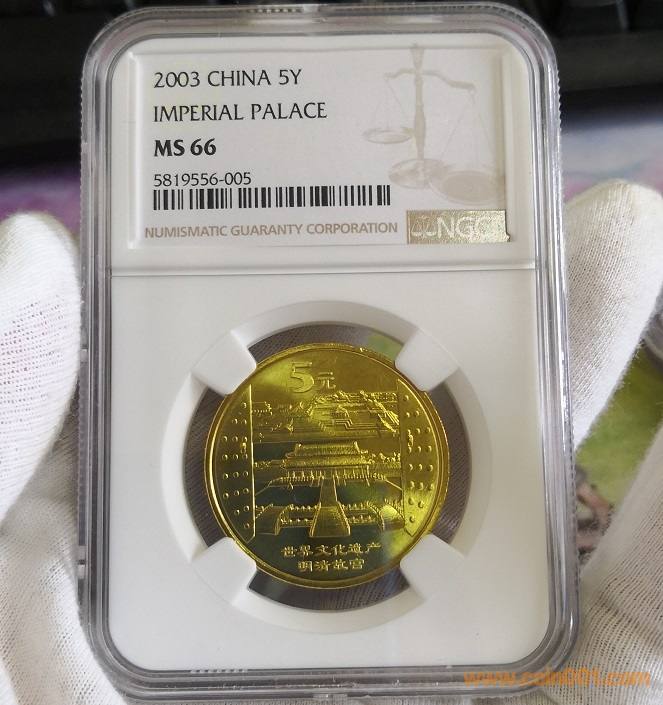 2003 CHINA 5Y
IMPERIAL PALACE
MS 66
5819556-005
NUMISMATIC GUARANTY CORPORATION
NGC
5元
世界文化遗产
明清故宫
www.coin001.com